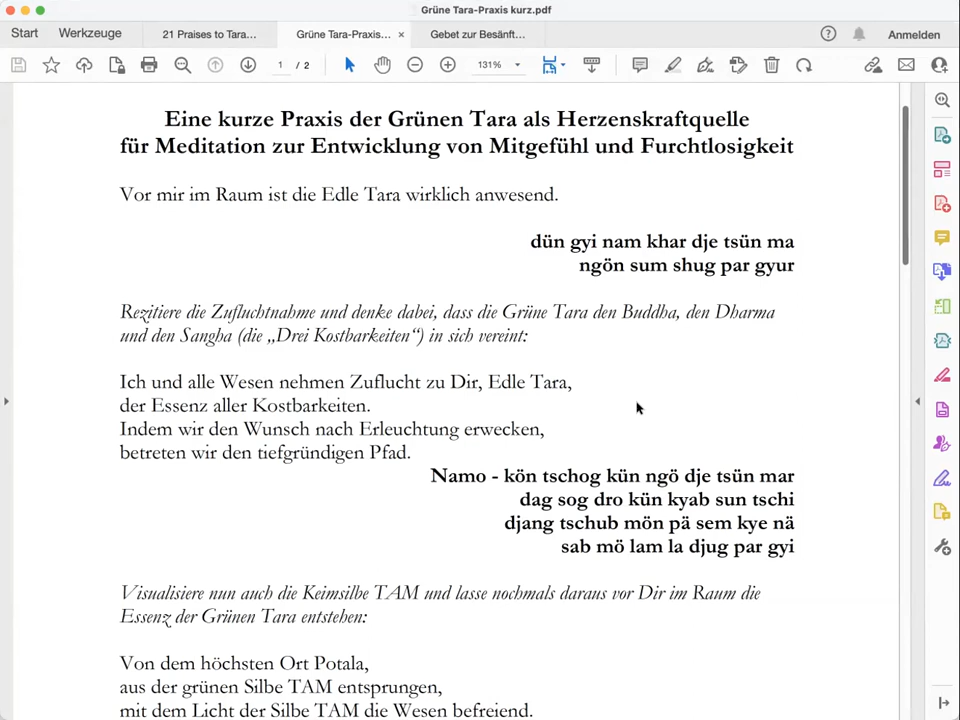 Grüne Tara-Praxis kurz.pdf
Start
Werkzeuge
21 Praises to Tara...
Grüne Tara-Praxis...
Gebet zur Besänft...
Anmelden
1 / 2
131%
Eine kurze Praxis der Grünen Tara als Herzenskraftquelle
für Meditation zur Entwicklung von Mitgefühl und Furchtlosigkeit
Vor mir im Raum ist die Edle Tara wirklich anwesend.
dün gyi nam khar dje tsün ma
ngön sum shug par gyur
Rezitiere die Zufluchtnahme und denke dabei, dass die Grüne Tara den Buddha, den Dharma
und den Sangha (die „Drei Kostbarkeiten“) in sich vereint:
Ich und alle Wesen nehmen Zuflucht zu Dir, Edle Tara,
der Essenz aller Kostbarkeiten.
Indem wir den Wunsch nach Erleuchtung erwecken,
betreten wir den tiefgründigen Pfad.
Namo - kön tschog kün ngö dje tsün mar
dag sog dro kün kyab sun tschi
djang tschub mön pä sem kye nä
sab mö lam la djug par gyi
Visualisiere nun auch die Keimsilbe TAM und lasse nochmals daraus vor Dir im Raum die
Essenz der Grünen Tara entstehen:
Von dem höchsten Ort Potala,
aus der grünen Silbe TAM entsprungen,
mit dem Licht der Silbe TAM die Wesen befreiend.